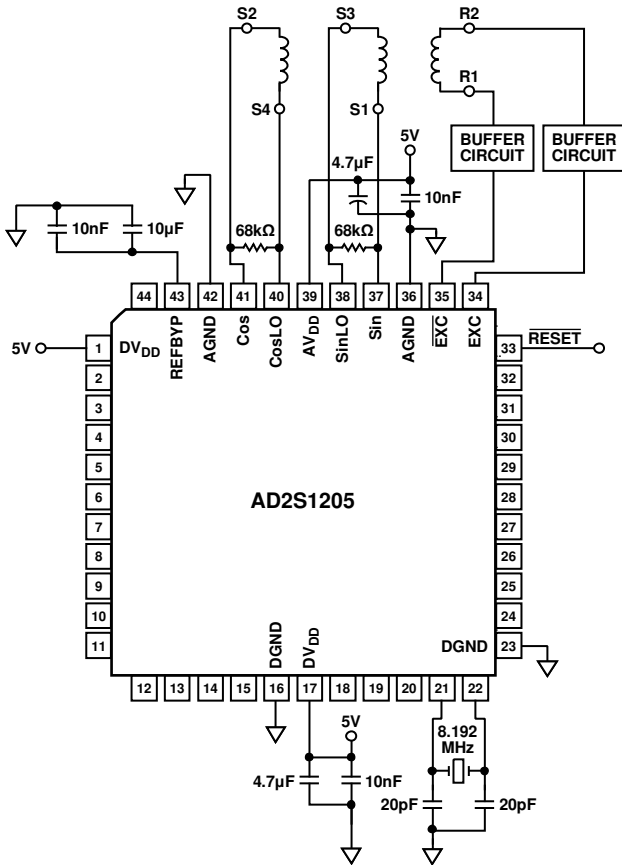 S2
S3
R2
S4
S1
R1
5V
4.7µF
BUFFER
CIRCUIT
BUFFER
CIRCUIT
10nF
10µF
68kΩ
68kΩ
10nF
44
43
42
41
40
39
38
37
36
35
34
REFBYP
AGND
Cos
CosLO
AVDD
SinLO
Sin
AGND
EXC
EXC
5V
1
DVDD
33
RESET
2
32
3
31
4
30
5
29
6
28
7
27
8
26
9
25
10
24
11
23
AD2S1205
DGND
DGND
DVDD
12
13
14
15
16
17
18
19
20
21
22
5V
8.192
MHz
4.7µF
10nF
20pF
20pF